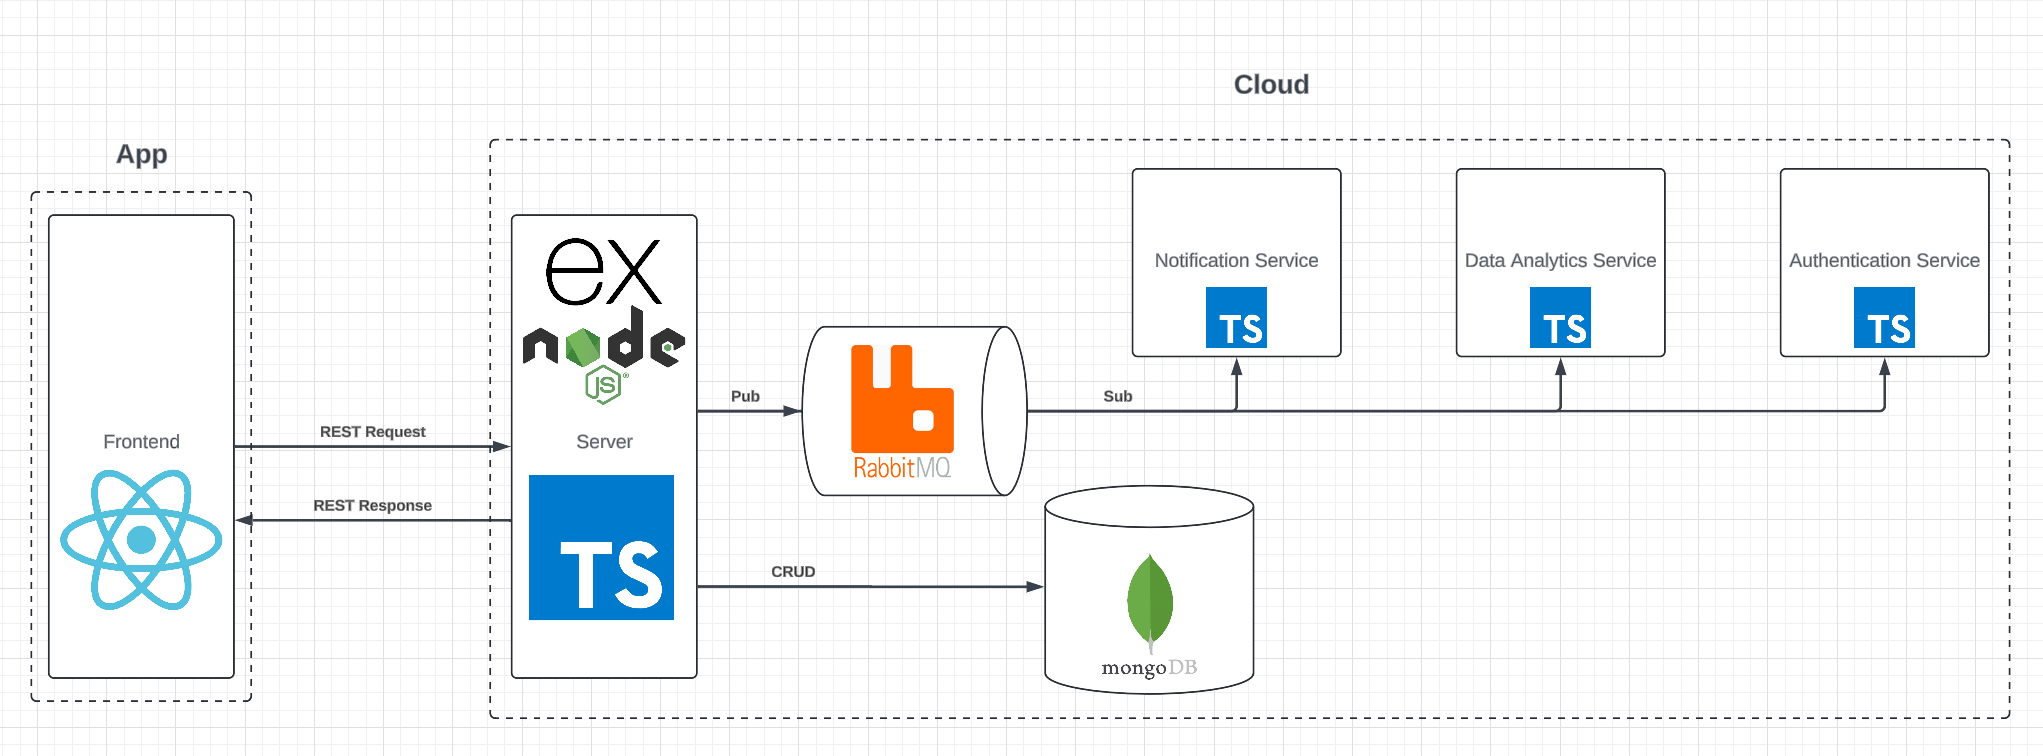 Cloud
App
ex
node
JS
Frontend
REST Request
REST Response
Server
TS
Pub
RabbitMQ
Sub
CRUD
mongoDB
Notification Service
TS
Data Analytics Service
TS
Authentication Service
TS